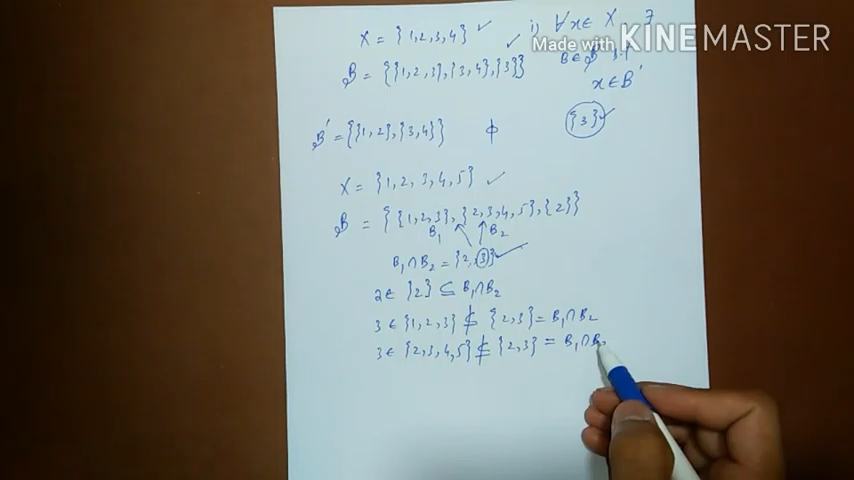 X = {1,2,3,4} ✓
i) ∀x∈ X, ∃
Made with KINEMASTER
ℬ = {{1,2,3},{3,4},{3}} ✓
B∈ ℬ s.t
x∈B
ℬ' = {{1,2},{3,4}} ϕ
{3} ✓
X = {1,2,3,4,5} ✓
ℬ = {{1,2,3},{2,3,4,5},{2}}
B₁ B₂
B₁∩B₂ = {2,3} ✓
2∈ {2} ⊆ B₁∩B₂
3 ∈ {1,2,3} ⊄ {2,3} = B₁∩B₂
3 ∈ {2,3,4,5} ⊈ {2,3} = B₁∩B₂